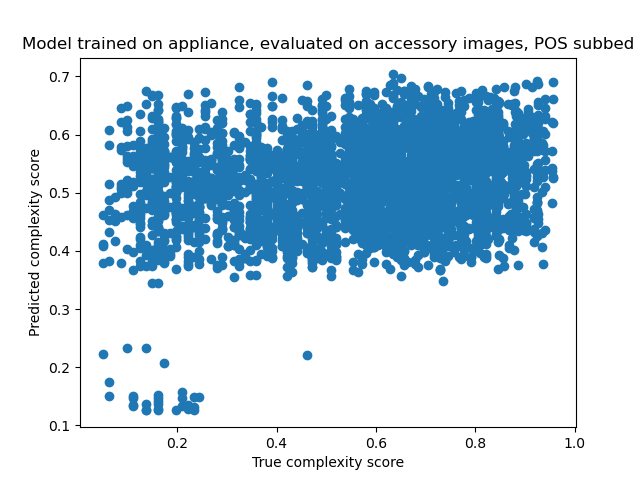 Model trained on appliance, evaluated on accessory images, POS subbed
0.7
0.6
0.5
0.4
0.3
0.2
0.1
Predicted complexity score
0.2 0.4 0.6 0.8 1.0
True complexity score